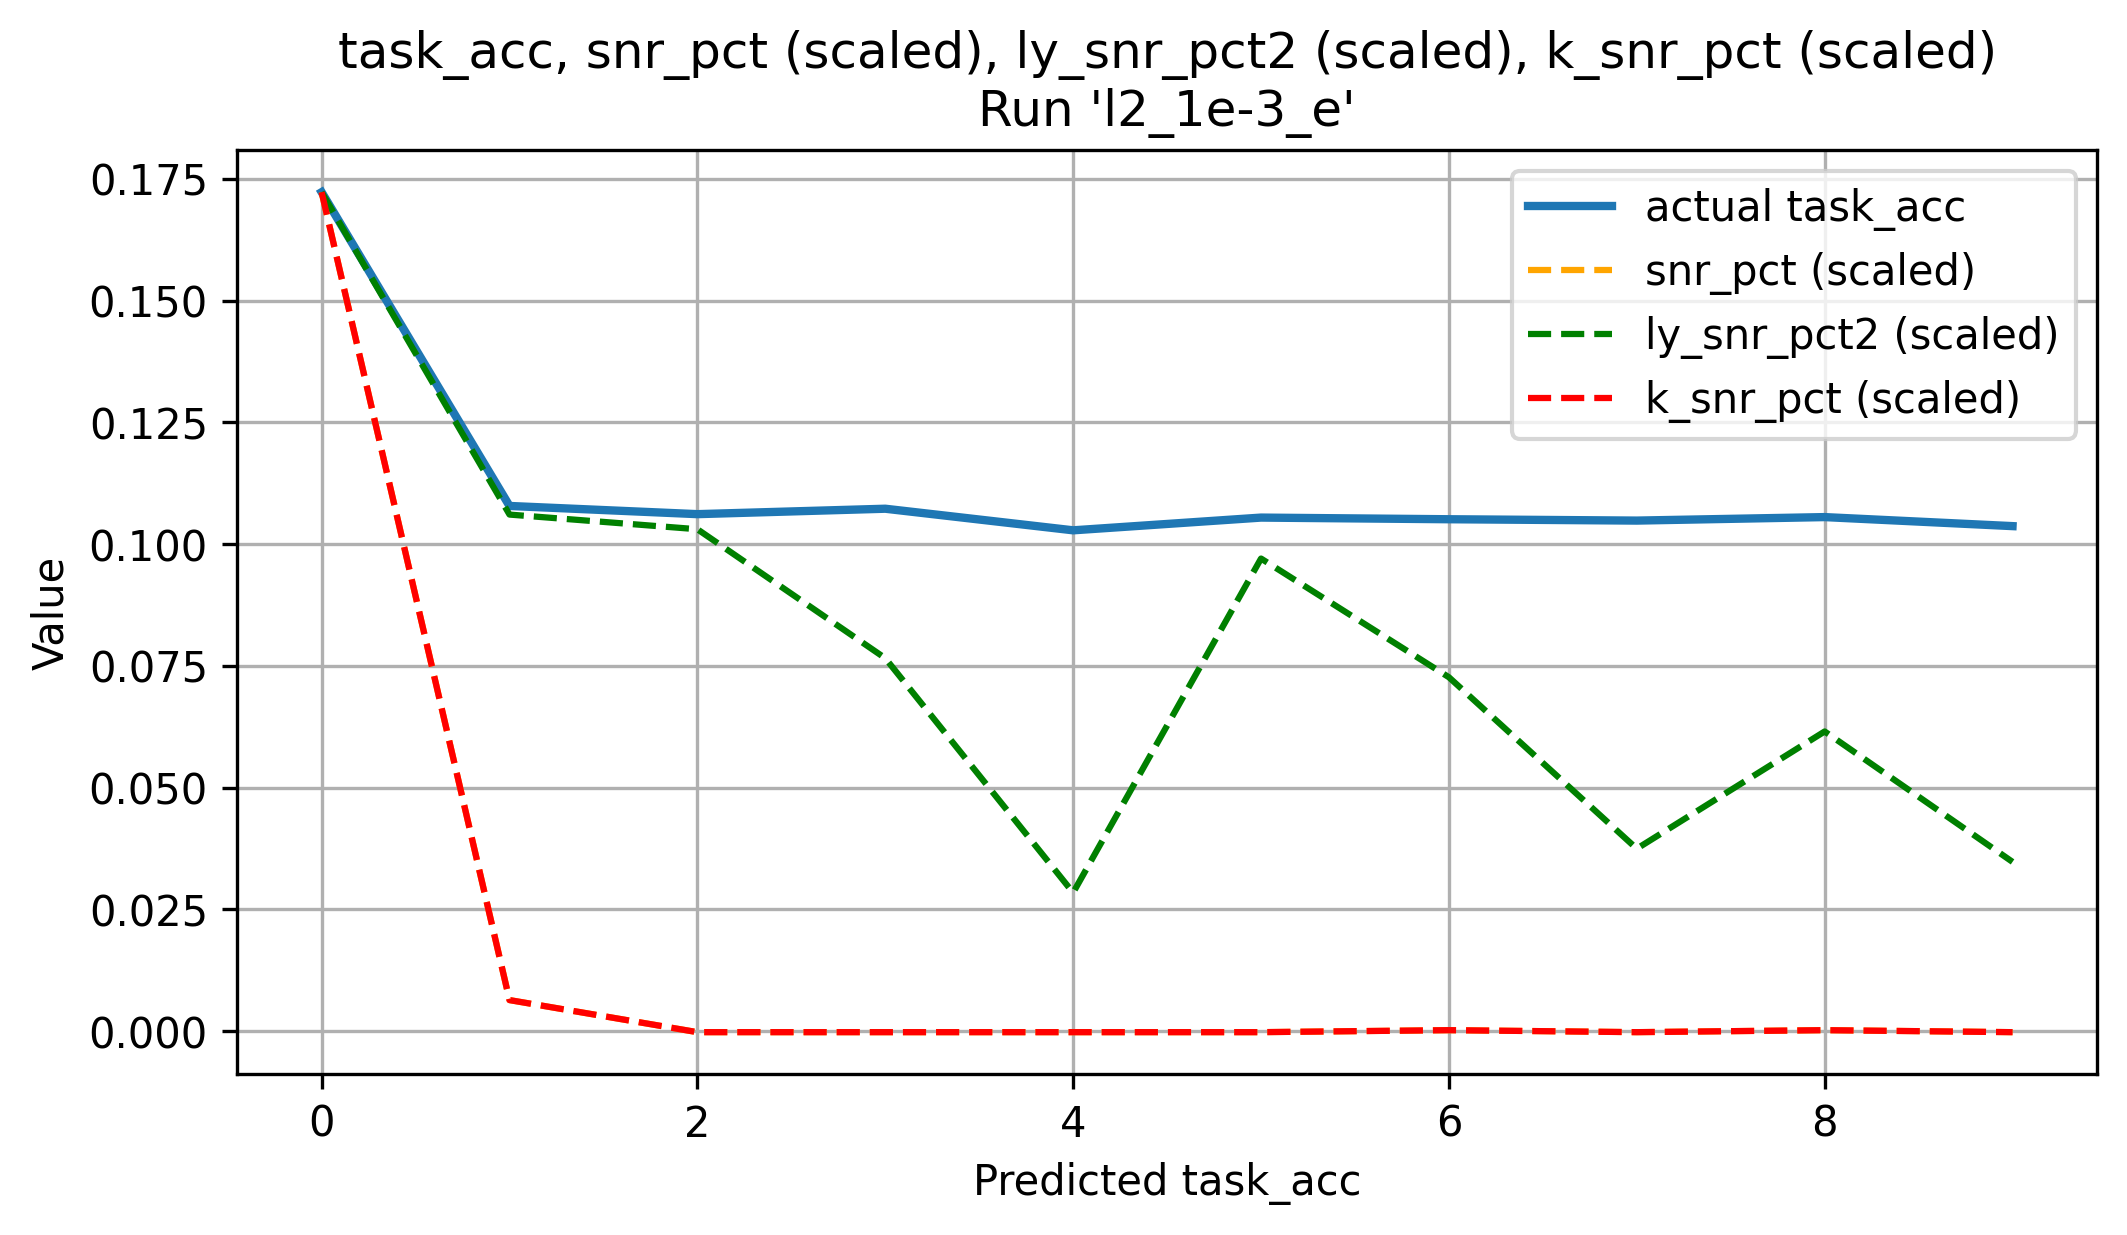 task_acc, snr_pct (scaled), ly_snr_pct2 (scaled), k_snr_pct (scaled)
Run 'l2_1e-3_e'
0.175
0.150
0.125
0.100
0.075
0.050
0.025
0.000
Value
actual task_acc
snr_pct (scaled)
ly_snr_pct2 (scaled)
k_snr_pct (scaled)
0 2 4 6 8
Predicted task_acc